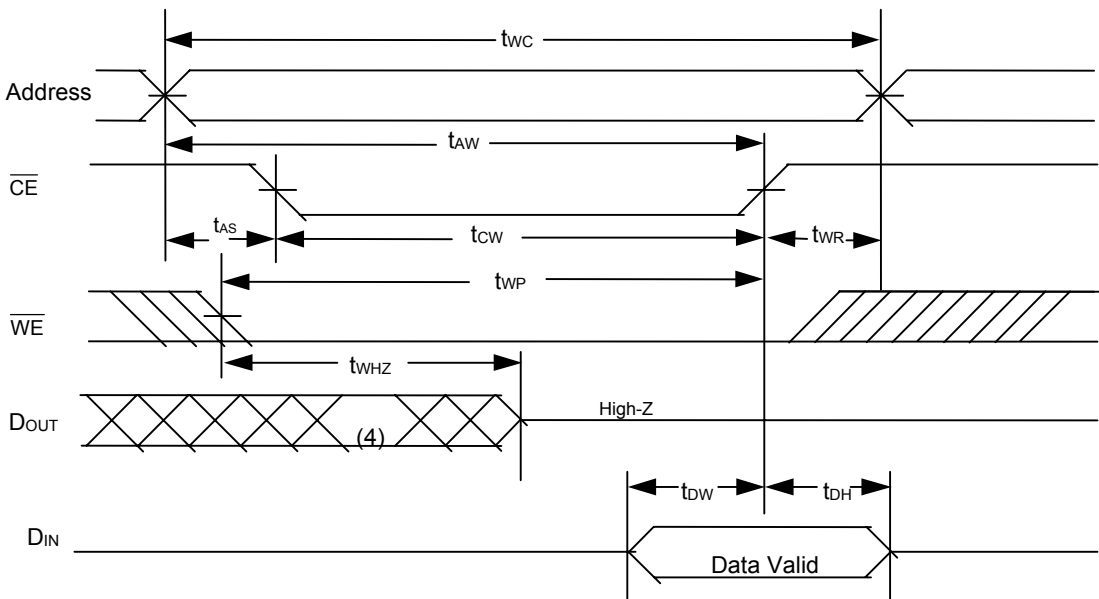 tWC
Address
tAW
CE
tAS
tCW
tWR
tWP
WE
tWHZ
DOUT
(4)
High-Z
tDW
tDH
DIN
Data Valid